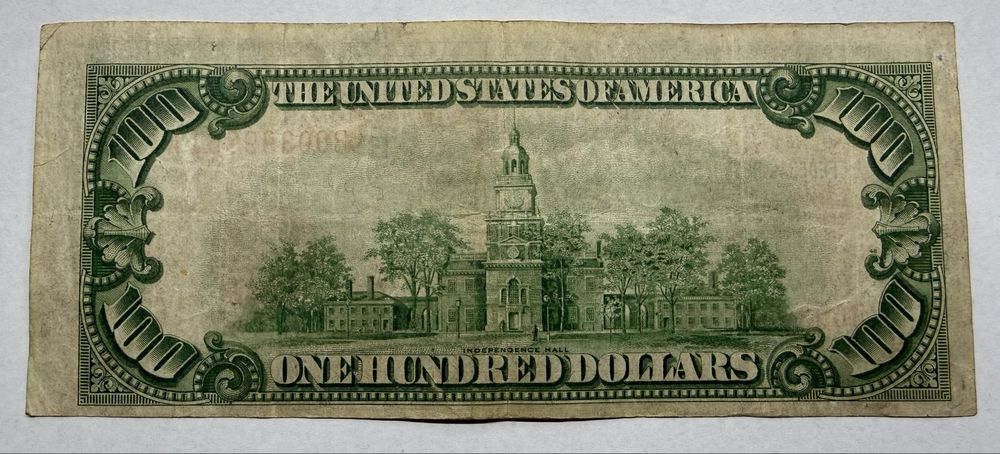 100 THE UNITED STATES OF AMERICA 100
INDEPENDENCE HALL
100 ONE HUNDRED DOLLARS 100